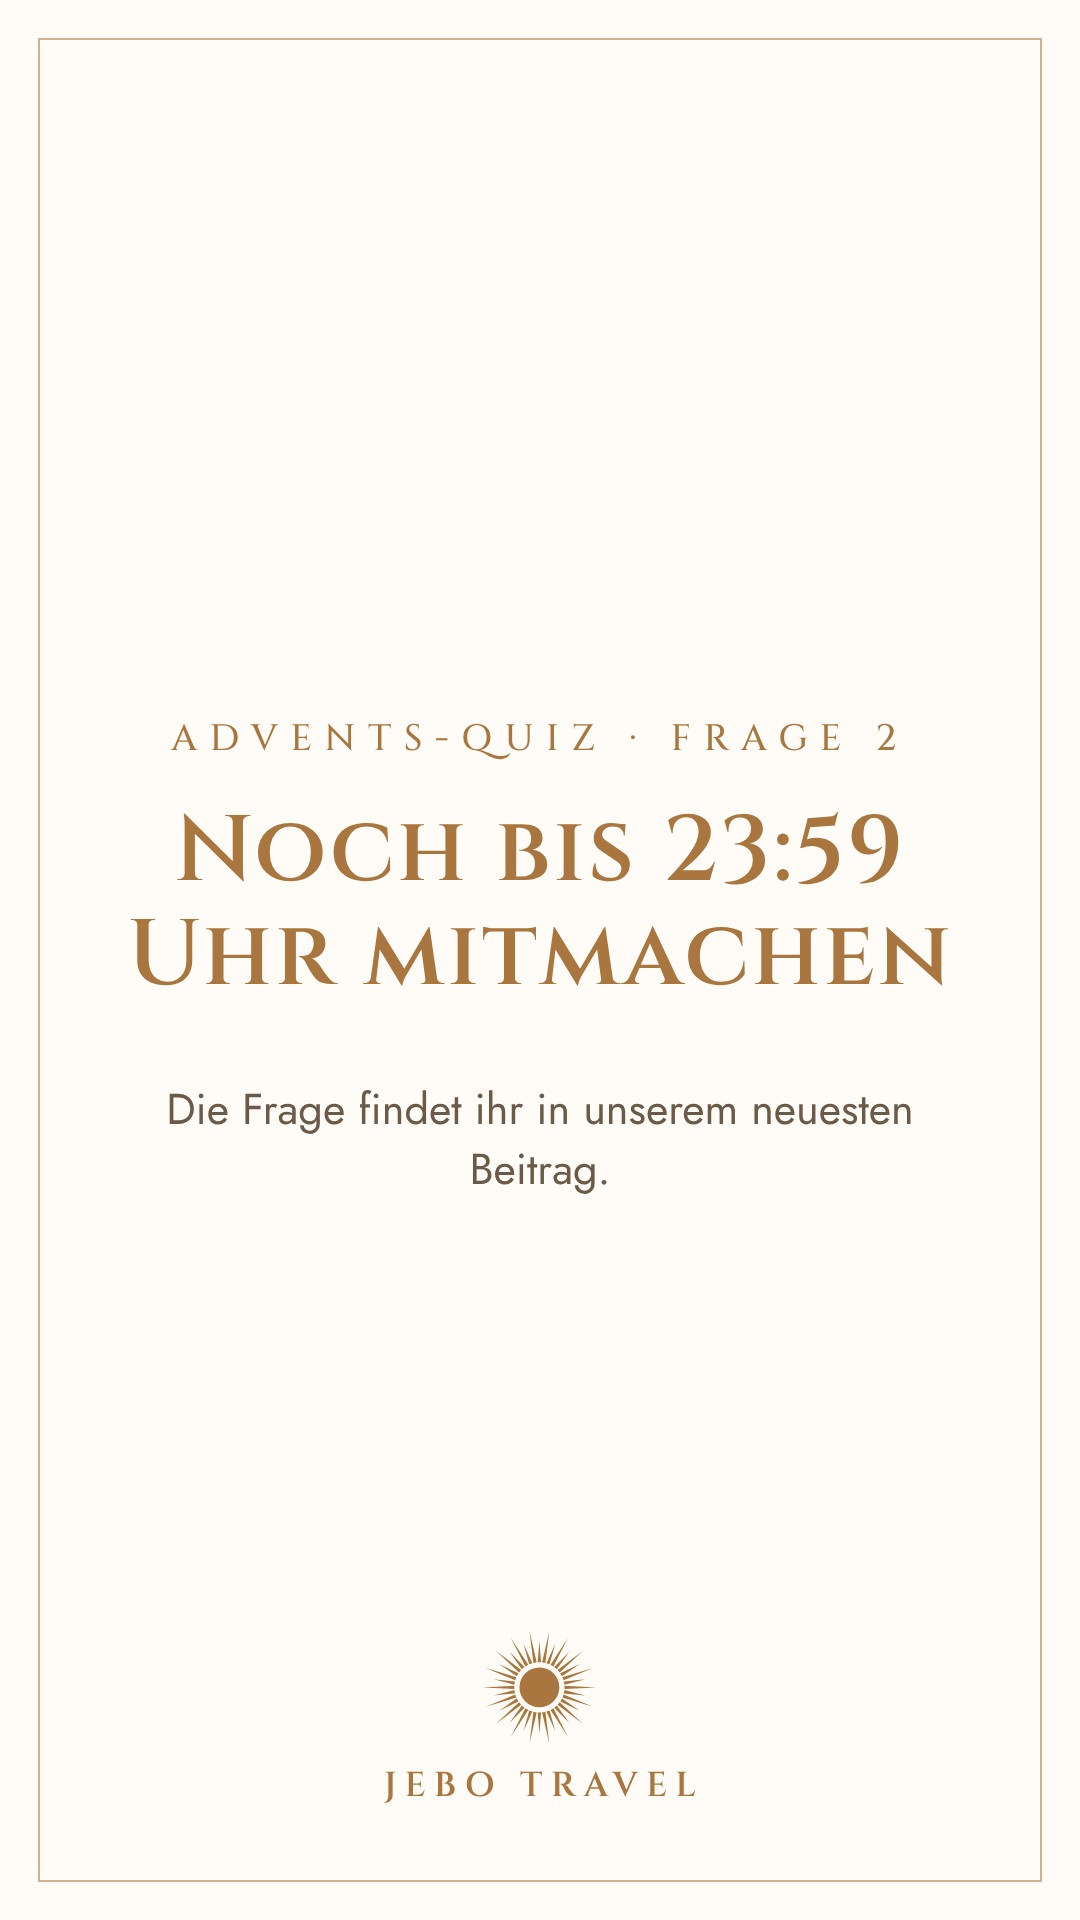 ADVENTS-QUIZ · FRAGE 2
NOCH BIS 23:59
UHR MITMACHEN
Die Frage findet ihr in unserem neuesten
Beitrag.
JEBO TRAVEL